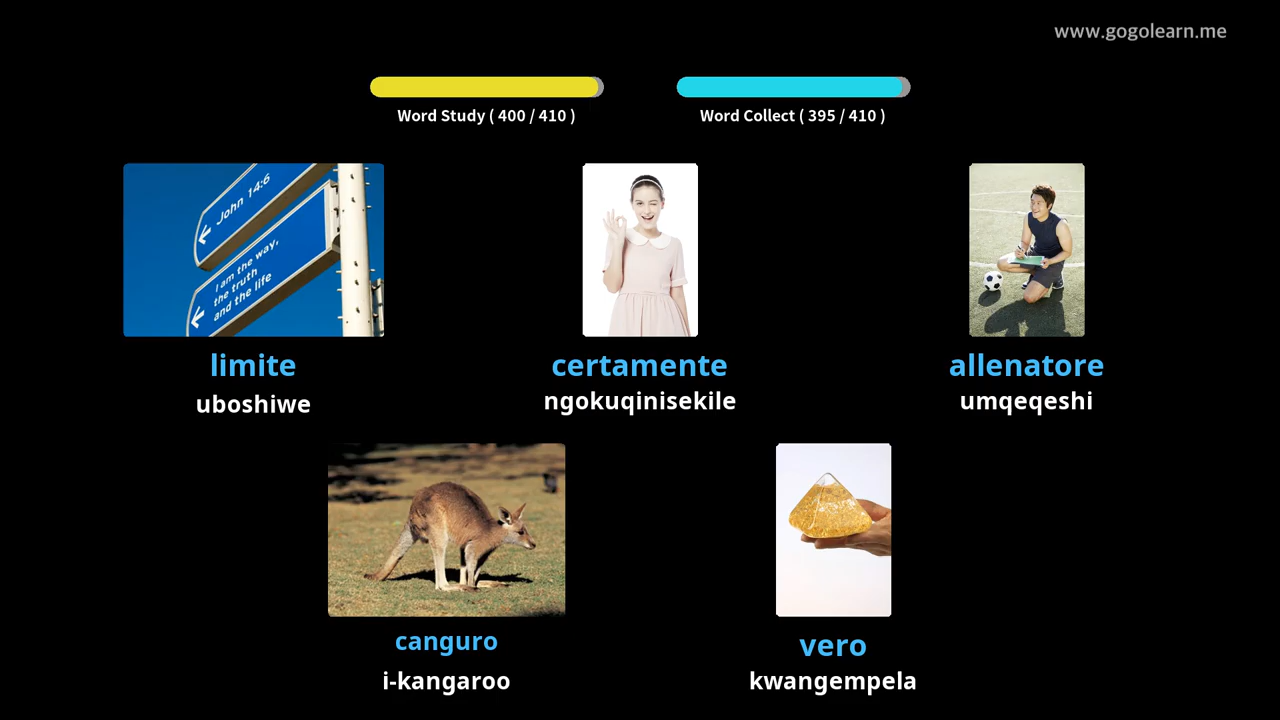 www.gogolearn.me
Word Study ( 400 / 410 )
Word Collect ( 395 / 410 )
John 14:6
I am the way,
the truth
and the life
limite
uboshiwe
certamente
ngokuqinisekile
allenatore
umqeqeshi
canguro
i-kangaroo
vero
kwangempela